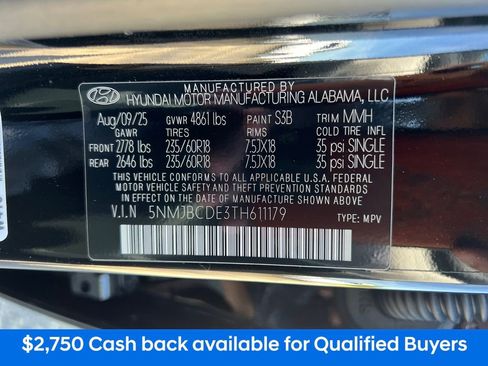 MANUFACTURED BY
HYUNDAI MOTOR MANUFACTURING ALABAMA, LLC
Aug/09/25 GVWR 4861 lbs PAINT S3B TRIM MMH
GAWR TIRES RIMS COLD TIRE INFL
FRONT 2778 lbs 235/60R18 7.5JX18 35 psi SINGLE
REAR 2646 lbs 235/60R18 7.5JX18 35 psi SINGLE
THIS VEHICLE CONFORMS TO ALL APPLICABLE U.S.A. FEDERAL
MOTOR VEHICLE SAFETY AND THEFT PREVENTION STANDARDS
IN EFFECT ON THE DATE OF MANUFACTURE SHOWN ABOVE.
V.I.N 5NMJBCDE3TH611179 TYPE: MPV
$2,750 Cash back available for Qualified Buyers